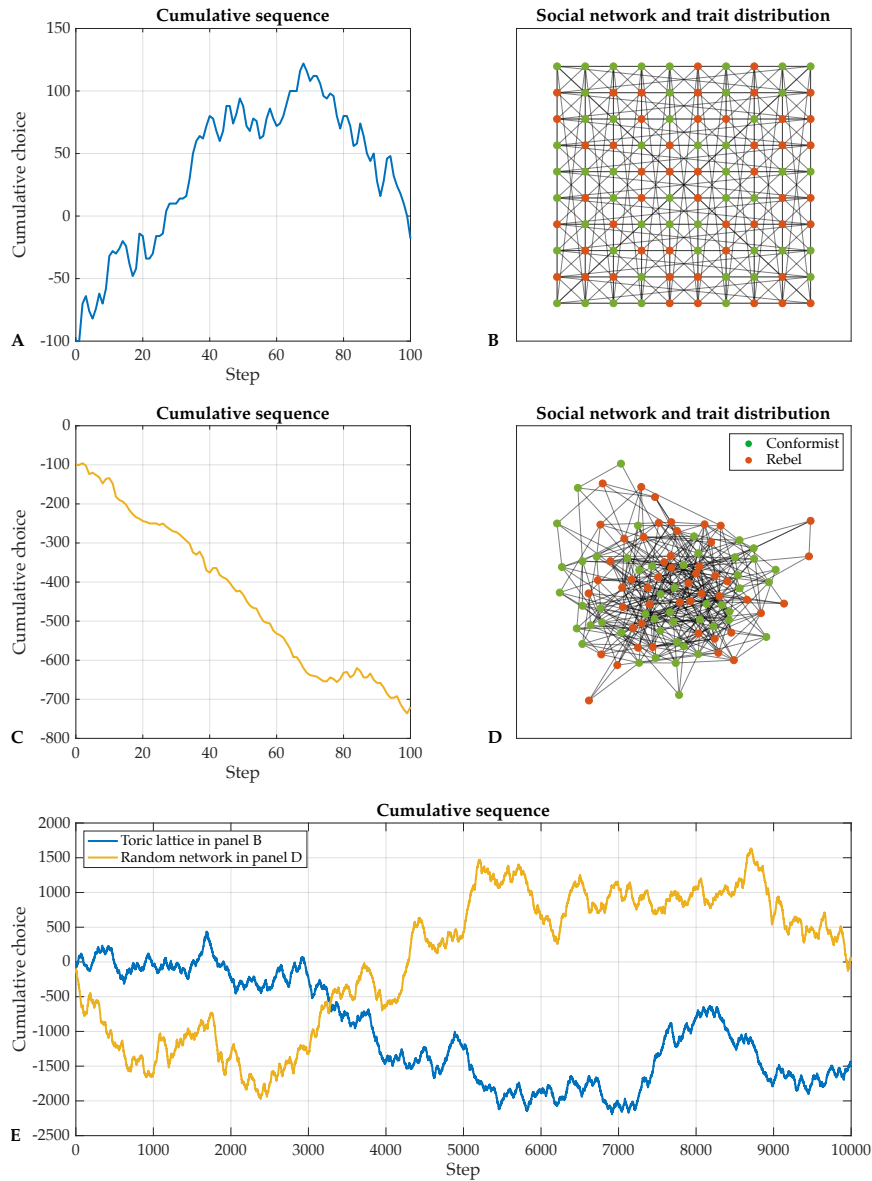 Cumulative sequence
150
100
50
0
-50
-100
Cumulative choice
0 20 40 60 80 100
Step
A
Social network and trait distribution
B
Cumulative sequence
0
-100
-200
-300
-400
-500
-600
-700
-800
Cumulative choice
0 20 40 60 80 100
Step
C
Social network and trait distribution
Conformist
Rebel
D
Cumulative sequence
2000
1500
1000
500
0
-500
-1000
-1500
-2000
-2500
Cumulative choice
Toric lattice in panel B
Random network in panel D
0 1000 2000 3000 4000 5000 6000 7000 8000 9000 10000
Step
E